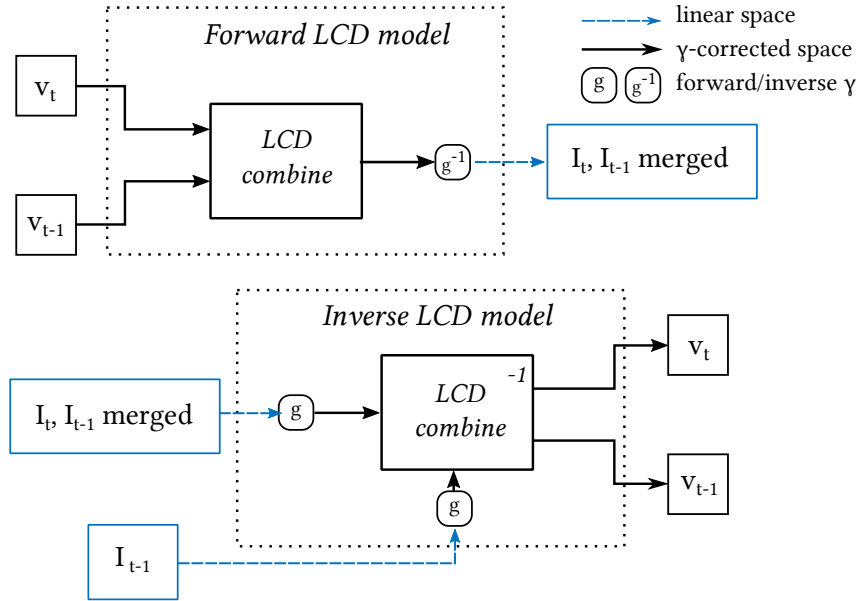 Forward LCD model
linear space
γ-corrected space
g g⁻¹ forward/inverse γ
vₜ
LCD
combine
g⁻¹
Iₜ, Iₜ₋₁ merged
vₜ₋₁
Inverse LCD model
Iₜ, Iₜ₋₁ merged
g
LCD
combine
-1
vₜ
vₜ₋₁
g
Iₜ₋₁